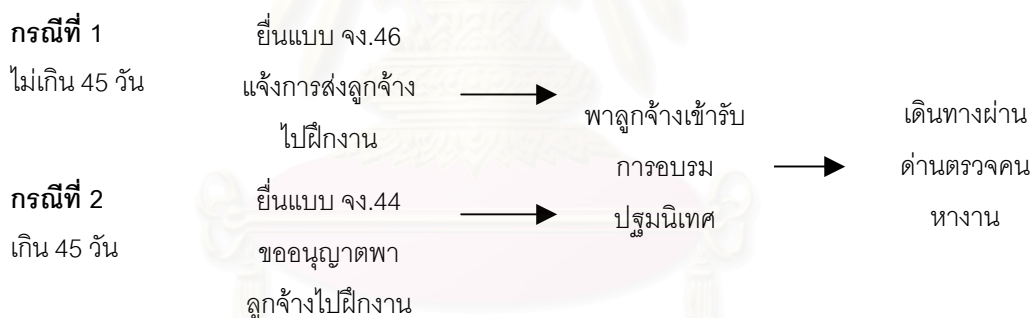 กรณีที่ 1
ไม่เกิน 45 วัน
ยื่นแบบ จง.46
แจ้งการส่งลูกจ้าง
ไปฝึกงาน
กรณีที่ 2
เกิน 45 วัน
ยื่นแบบ จง.44
ขออนุญาตพา
ลูกจ้างไปฝึกงาน
พาลูกจ้างเข้ารับ
การอบรม
ปฐมนิเทศ
เดินทางผ่าน
ด่านตรวจคน
หางาน